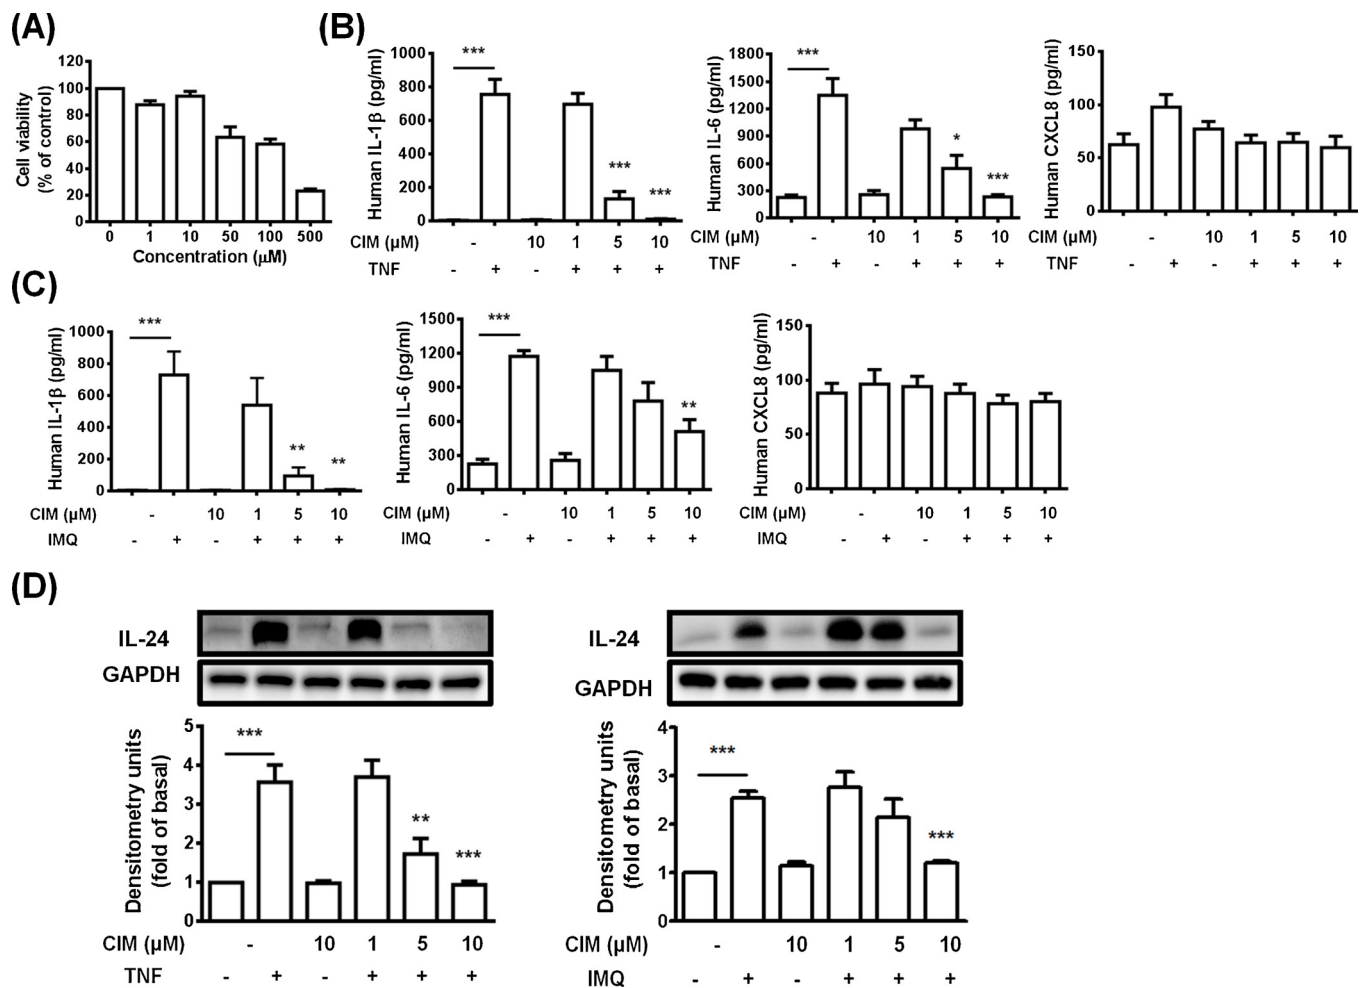 (A)
120
100
80
60
40
20
0
Cell viability
(% of control)
0 1 10 50 100 500
Concentration (μM)
(B)
1000
800
600
400
200
0
Human IL-1β (pg/ml)
***
***
***
CIM (μM) - 10 1 5 10
TNF - + - + + +
1800
1500
1200
900
600
300
0
Human IL-6 (pg/ml)
***
*
***
CIM (μM) - 10 1 5 10
TNF - + - + + +
150
100
50
0
Human CXCL8 (pg/ml)
CIM (μM) - 10 1 5 10
TNF - + - + + +
(C)
1000
800
600
400
200
0
Human IL-1β (pg/ml)
***
**
**
CIM (μM) - 10 1 5 10
IMQ - + - + + +
1500
1200
900
600
300
0
Human IL-6 (pg/ml)
***
**
CIM (μM) - 10 1 5 10
IMQ - + - + + +
150
100
50
0
Human CXCL8 (pg/ml)
CIM (μM) - 10 1 5 10
IMQ - + - + + +
(D)
IL-24
GAPDH
5
4
3
2
1
0
Densitometry units
(fold of basal)
***
**
***
CIM (μM) - 10 1 5 10
TNF - + - + + +
IL-24
GAPDH
4
3
2
1
0
Densitometry units
(fold of basal)
***
***
CIM (μM) - 10 1 5 10
IMQ - + - + + +